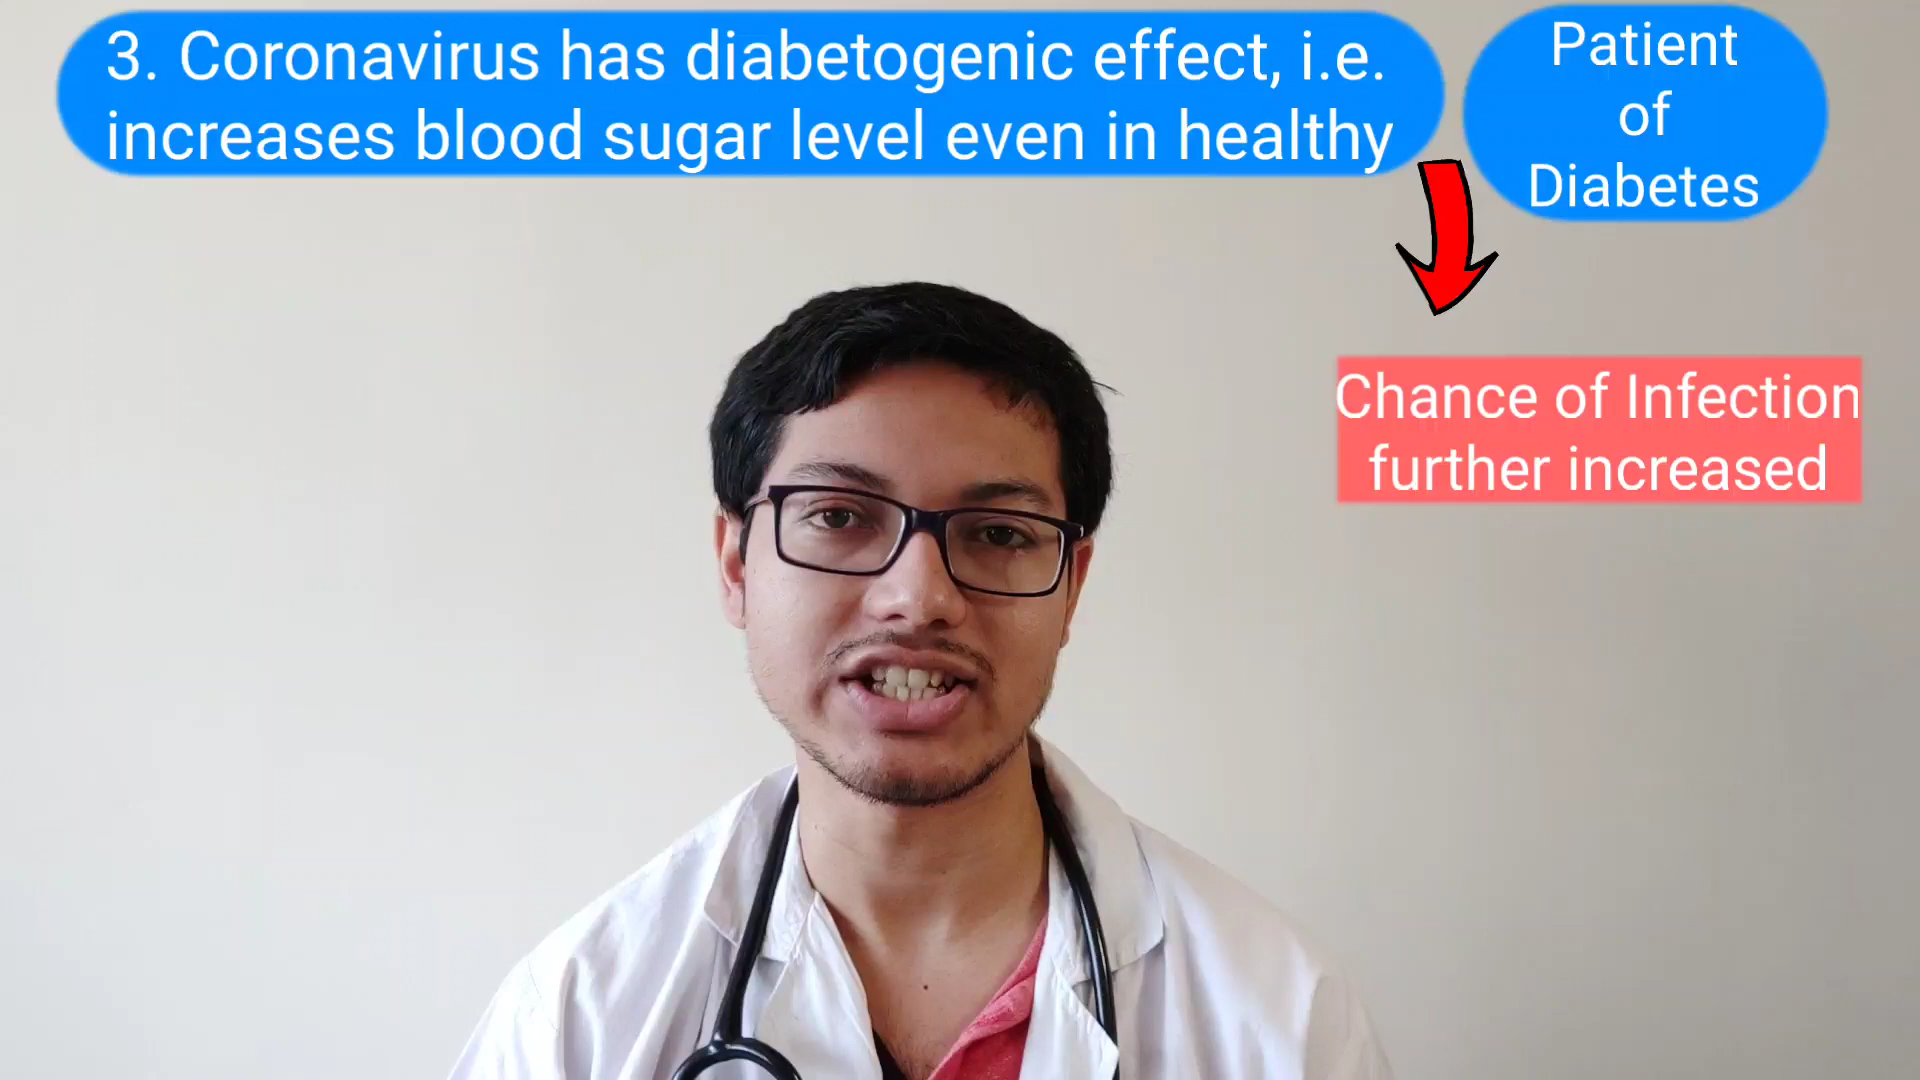 3. Coronavirus has diabetogenic effect, i.e.
increases blood sugar level even in healthy
Patient
of
Diabetes
Chance of Infection
further increased